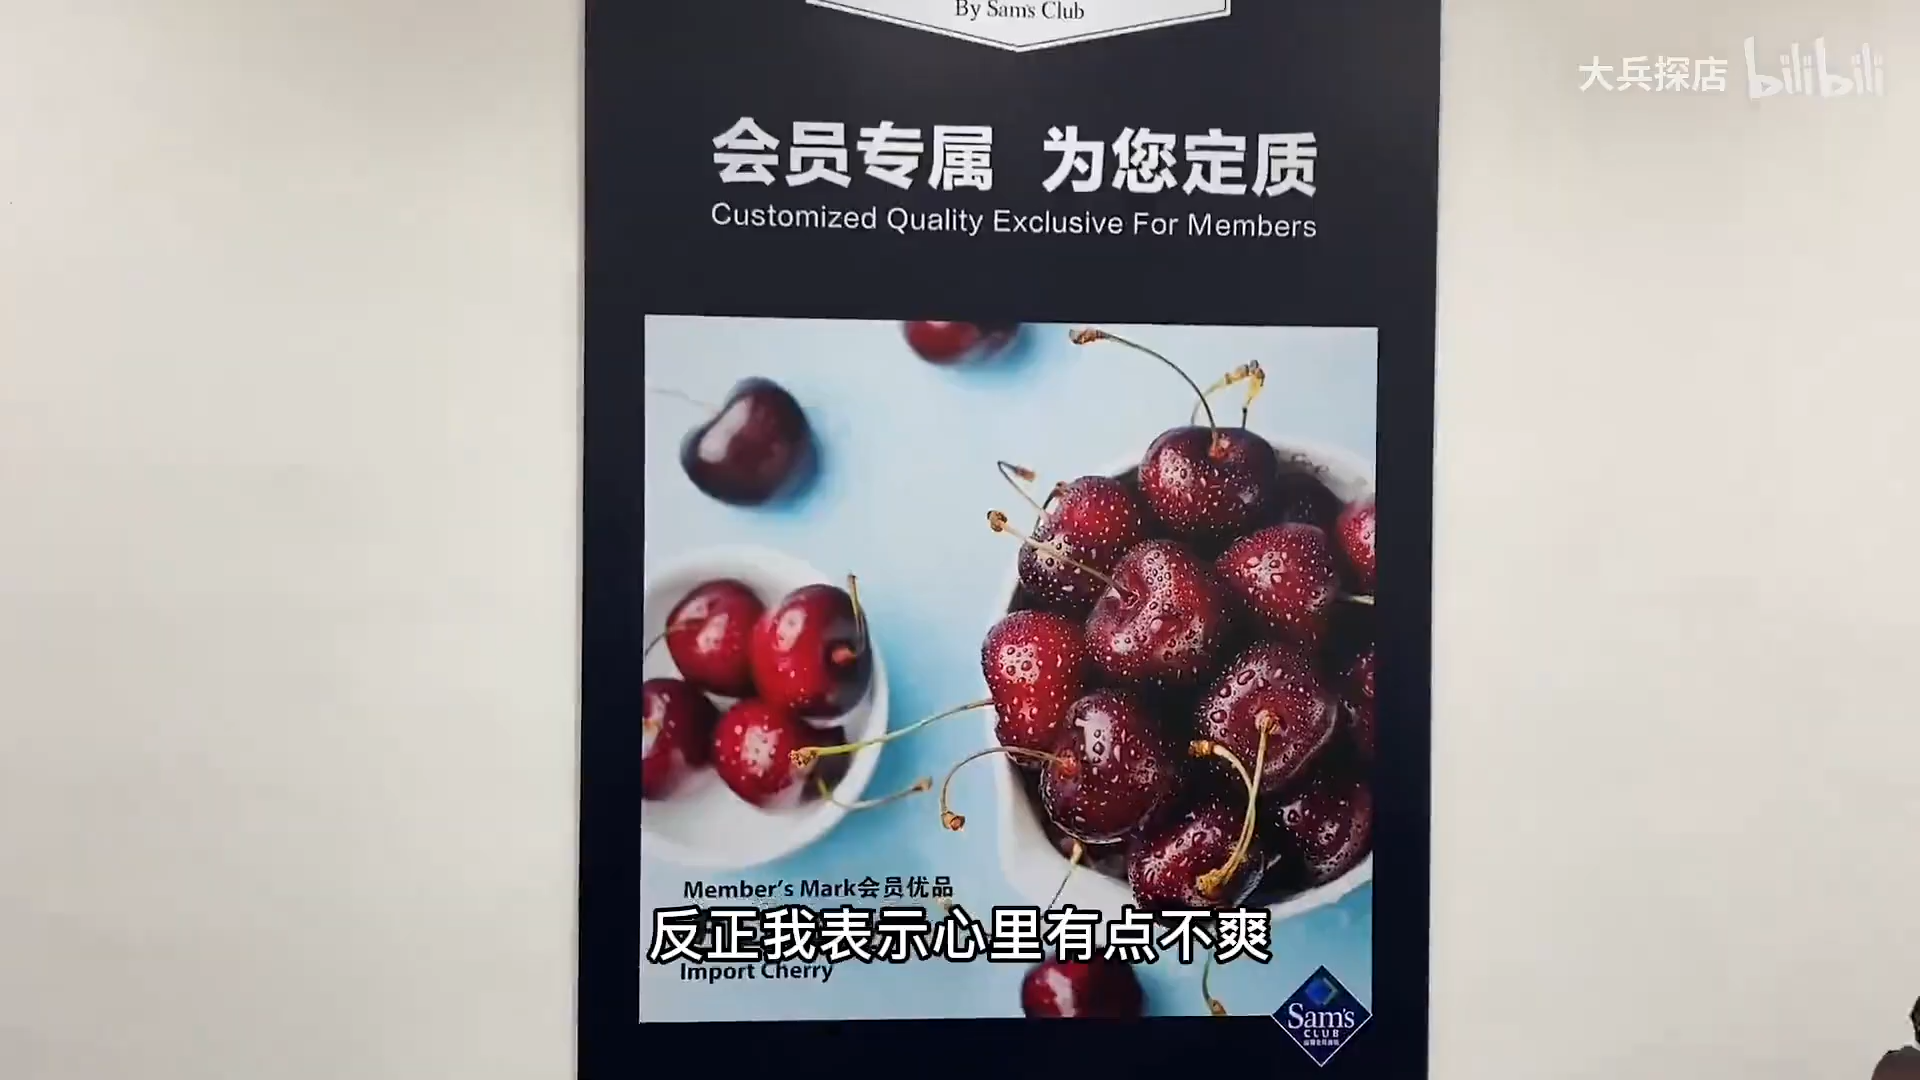 By Sam's Club
大兵探店 bilibili
会员专属 为您定质
Customized Quality Exclusive For Members
Member's Mark会员优品
反正我表示心里有点不爽
Import Cherry
Sam's
CLUB